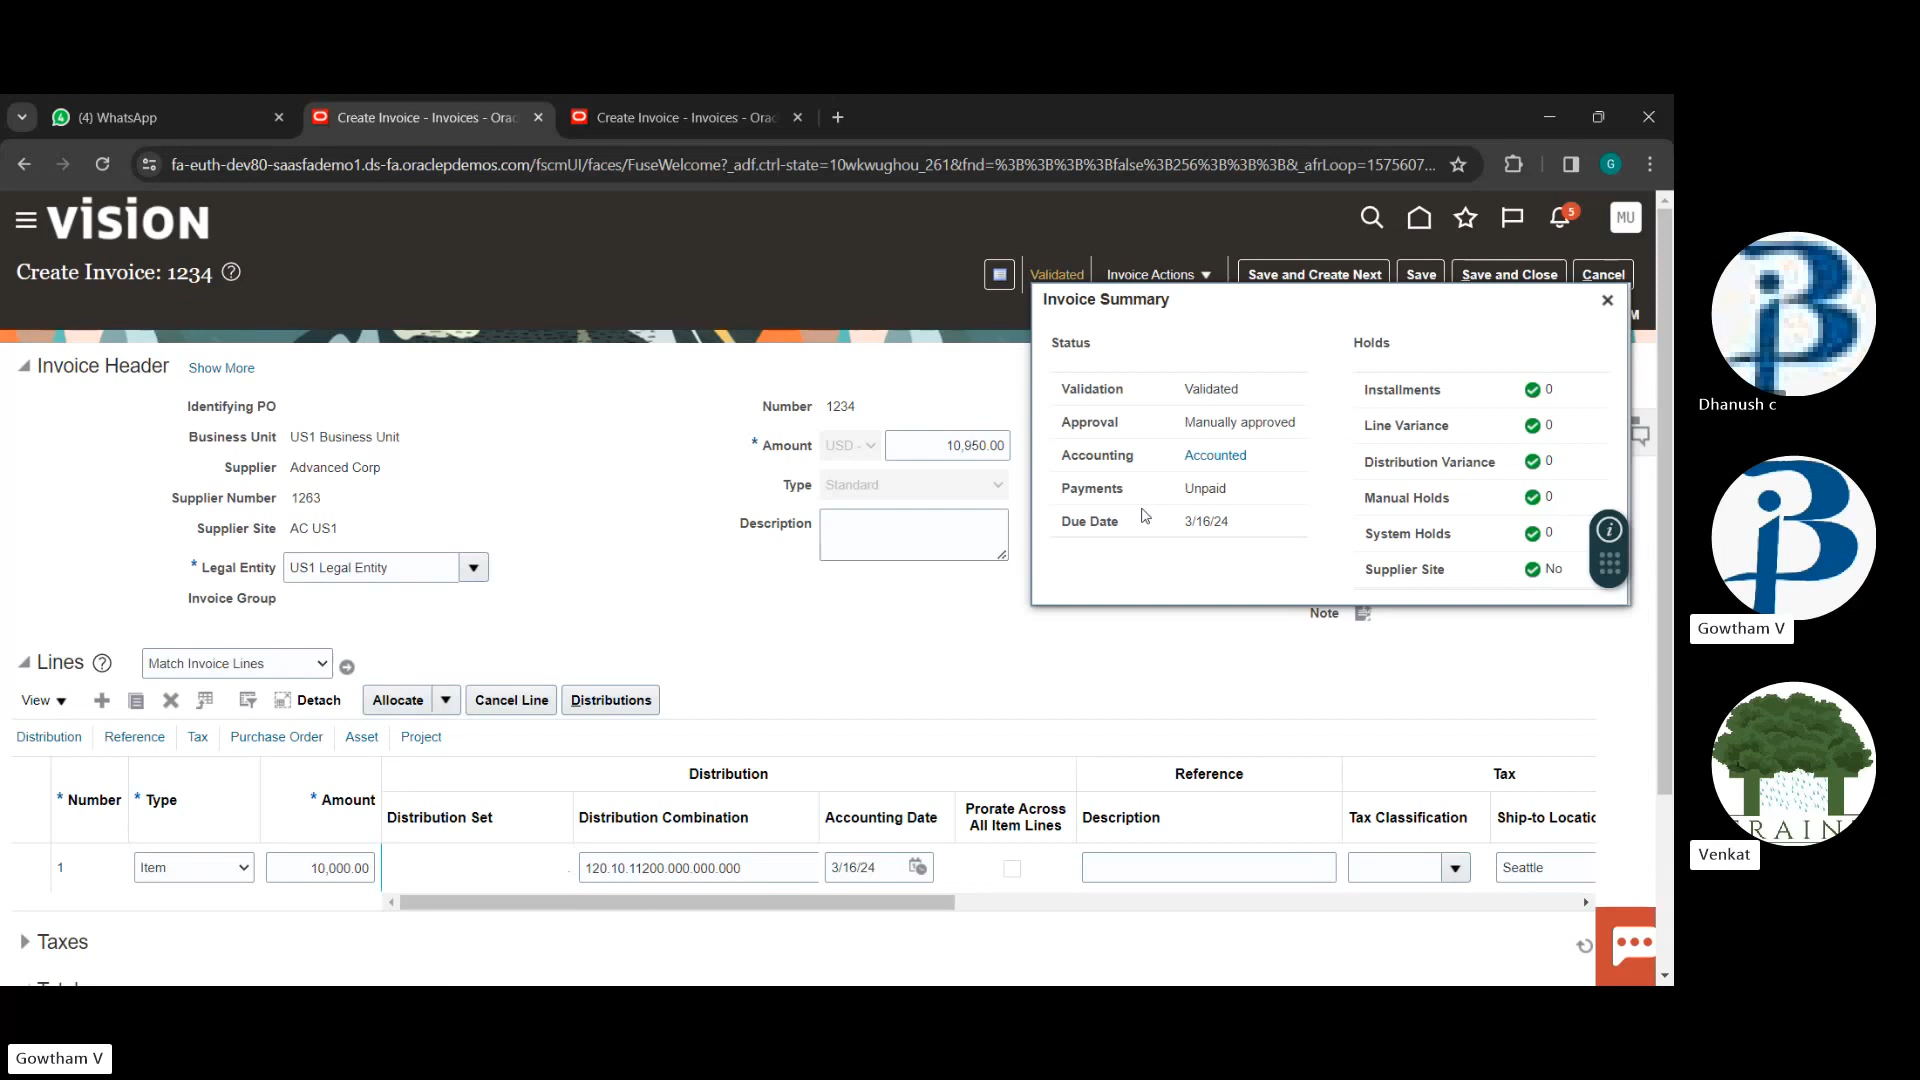 (4) WhatsApp
Create Invoice - Invoices - Orac
Create Invoice - Invoices - Orac
fa-euth-dev80-saasfademo1.ds-fa.oraclepdemos.com/fscmUI/faces/FuseWelcome?_adf.ctrl-state=10wkwughou_261&fnd=%3B%3B%3B%3Bfalse%3B256%3B%3B%3B&_afrLoop=1575607...
G
VISION
5
MU
Create Invoice: 1234
Validated
Invoice Actions
Save and Create Next
Save
Save and Close
Cancel
M
Invoice Summary
Status
Holds
Validation Validated
Approval Manually approved
Accounting Accounted
Payments Unpaid
Due Date 3/16/24
Installments 0
Line Variance 0
Distribution Variance 0
Manual Holds 0
System Holds 0
Supplier Site No
Invoice Header Show More
Identifying PO
Business Unit US1 Business Unit
Supplier Advanced Corp
Supplier Number 1263
Supplier Site AC US1
* Legal Entity US1 Legal Entity
Invoice Group
Number 1234
* Amount USD - 10,950.00
Type Standard
Description
Note
Lines Match Invoice Lines
View Detach Allocate Cancel Line Distributions
Distribution Reference Tax Purchase Order Asset Project
Distribution Reference Tax
* Number * Type * Amount Distribution Set Distribution Combination Accounting Date Prorate Across All Item Lines Description Tax Classification Ship-to Locatio
1 Item 10,000.00 120.10.11200.000.000.000 3/16/24 Seattle
Taxes
Dhanush c
Gowtham V
RAIN
Venkat
Gowtham V